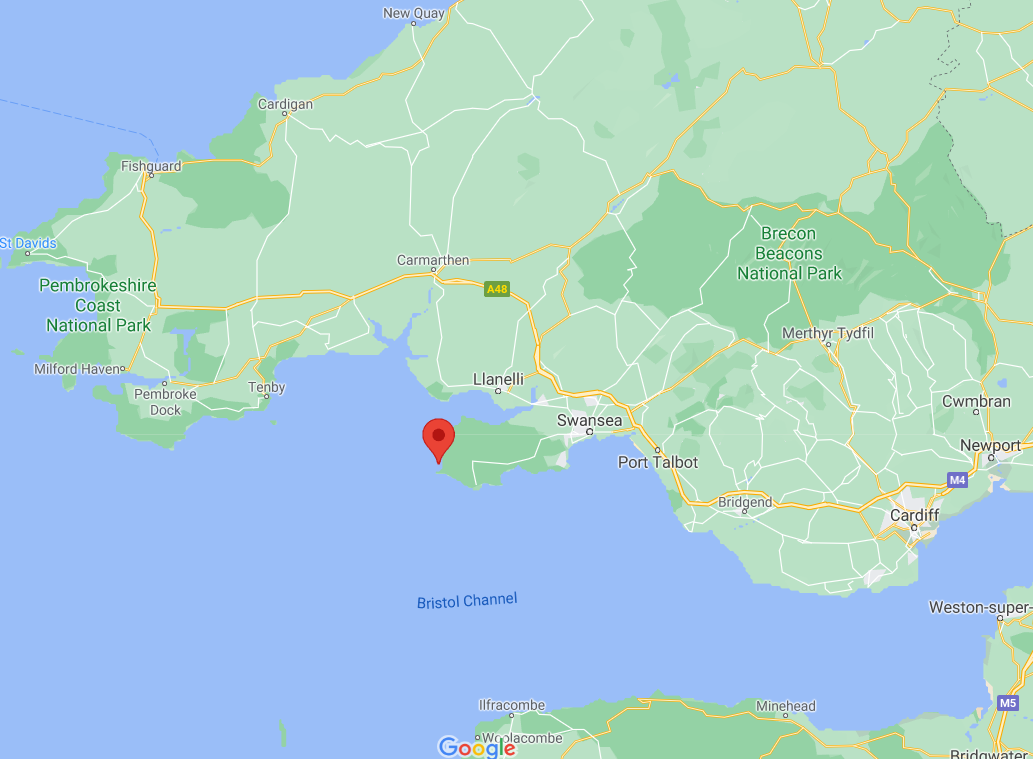 New Quay
Cardigan
Fishguard
St Davids
Brecon
Beacons
National Park
Carmarthen
Pembrokeshire
Coast
National Park
A48
Merthyr Tydfil
Milford Haven
Llanelli
Pembroke
Dock
Tenby
Cwmbran
Swansea
Newport
Port Talbot
M4
Bridgend
Cardiff
Bristol Channel
Weston-super-
Ilfracombe
Minehead
M5
Woolacombe
Google
Bridgwater